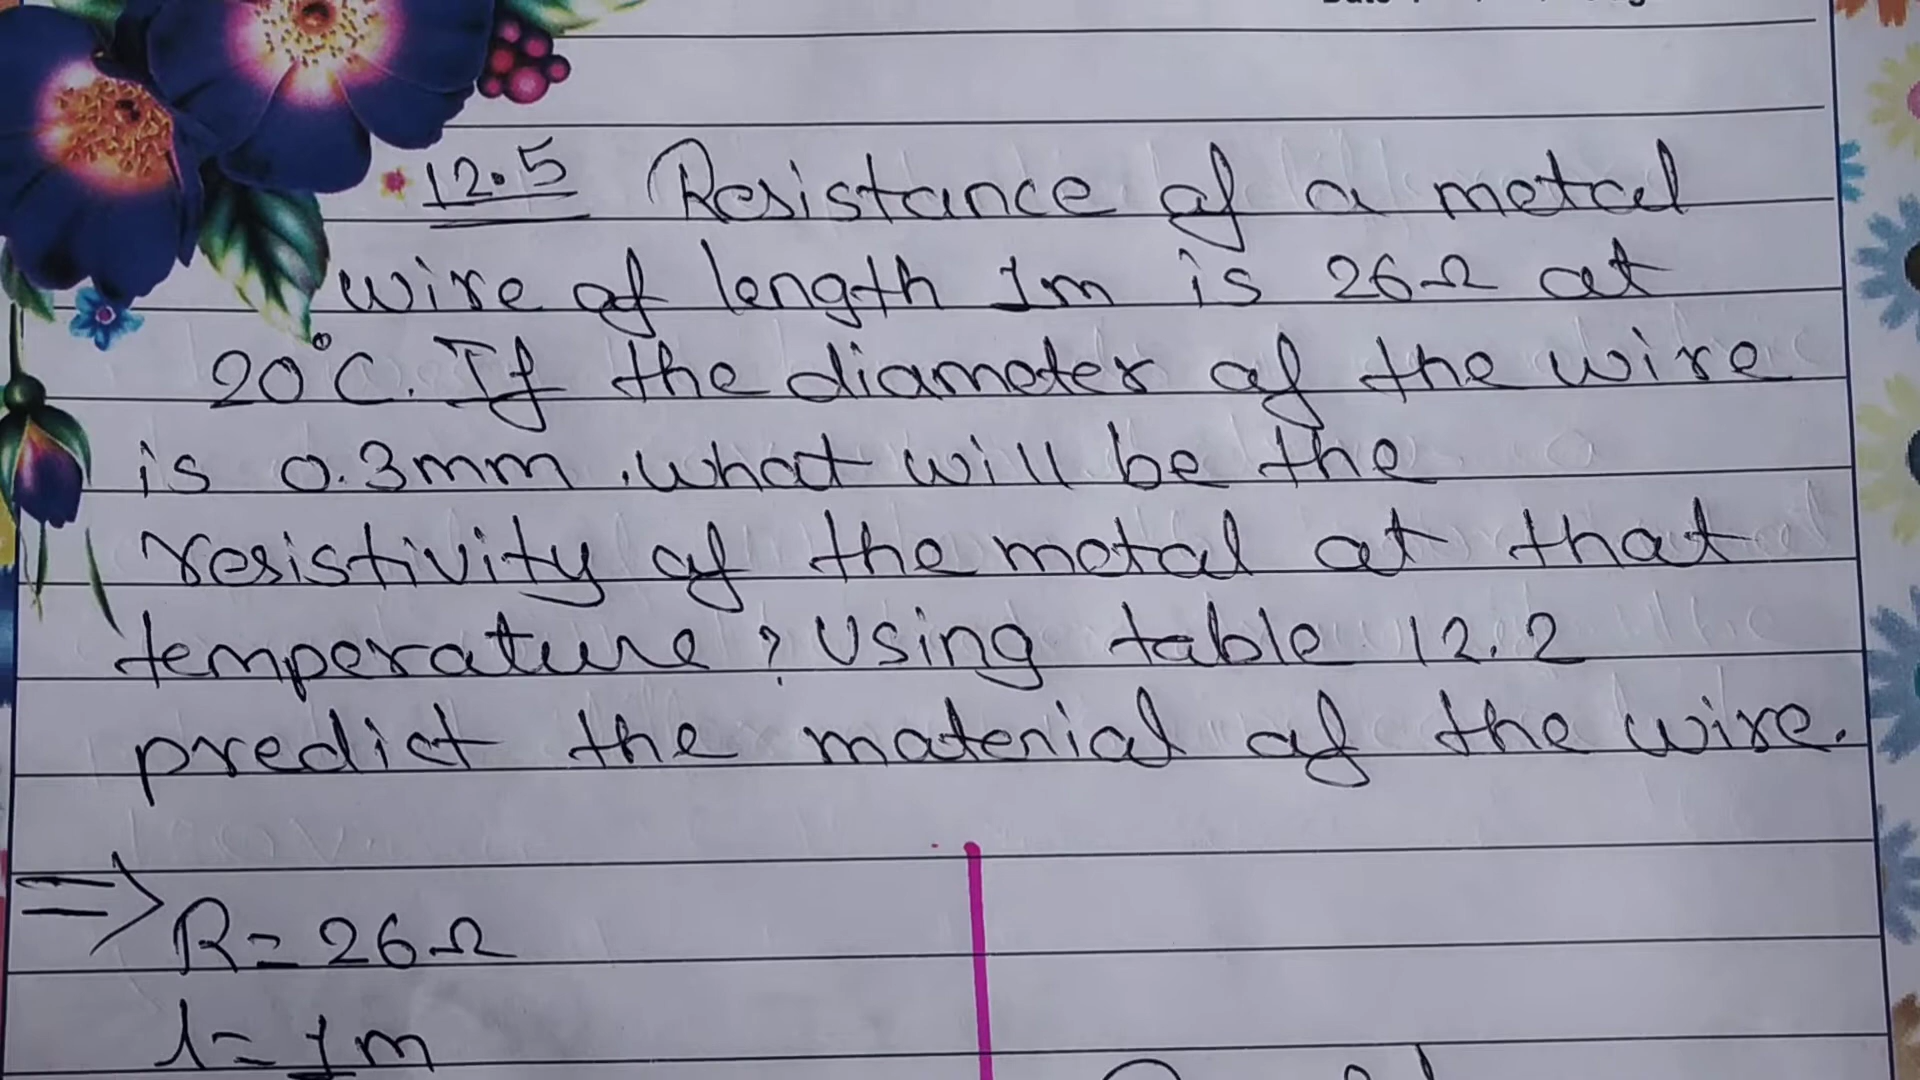 12.5 Resistance of a metal
wire of length 1m is 26Ω at
20°C. If the diameter of the wire
is 0.3mm, what will be the
resistivity of the metal at that
temperature? Using table 12.2
predict the material of the wire.
⇒ R = 26Ω
l = 1m